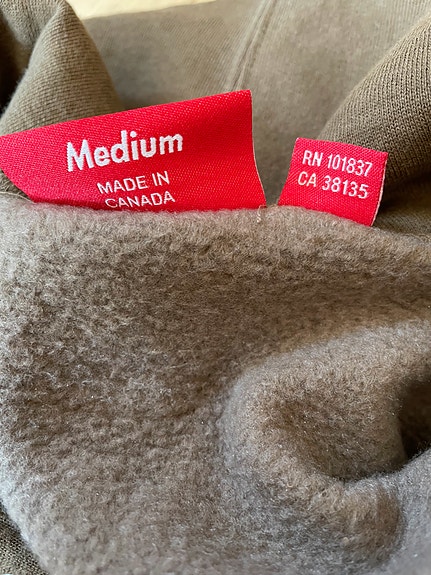 Medium
MADE IN
CANADA
RN 101837
CA 38135